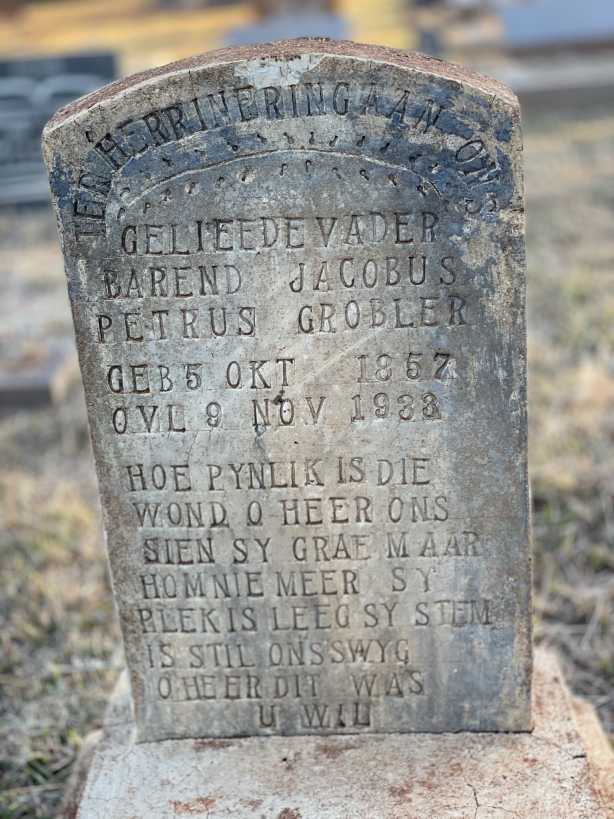 TER HERRINERING AAN ONS
GELIEFDE VADER
BAREND JACOBUS
PETRUS GROBLER
GEB 5 OKT 1857
OVL 9 NOV 1933
HOE PYNLIK IS DIE
WOND O HEER ONS
SIEN SY GRAF MAAR
HOM NIE MEER SY
PLEK IS LEEG SY STEM
IS STIL ONS SWYG
O HEER DIT WAS
U WIL